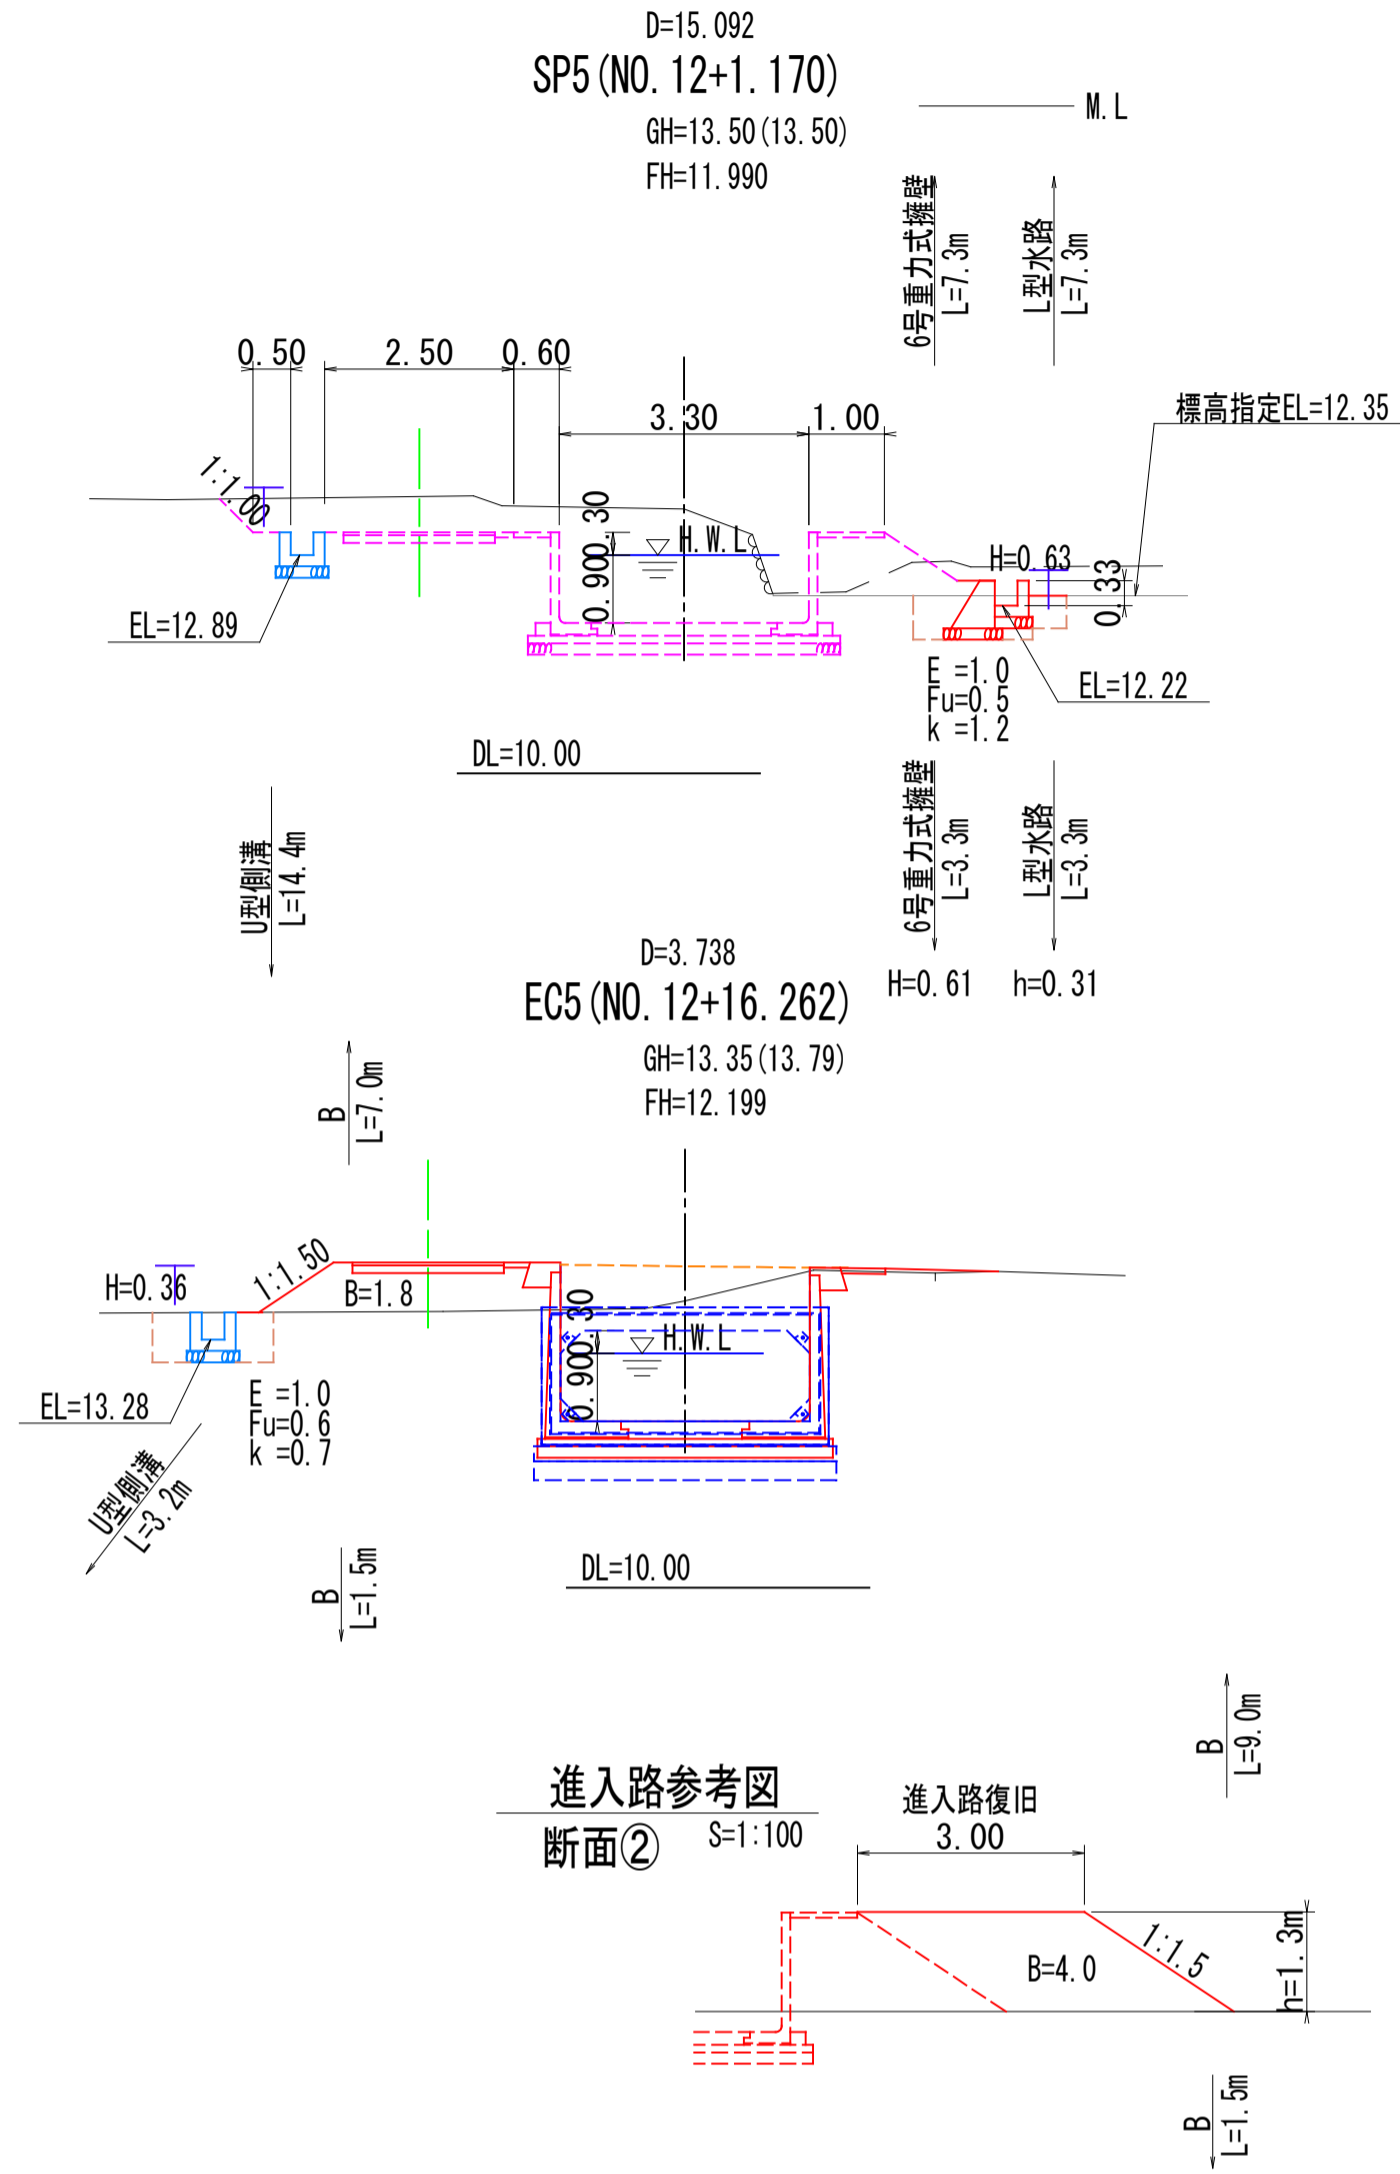 D=15.092
SP5(NO.12+1.170)
M.L
GH=13.50(13.50)
FH=11.990
6号重力式擁壁
L=7.3m
L型水路
L=7.3m
0.50
2.50
0.60
3.30
1.00
標高指定EL=12.35
1:1.00
0.30
H.W.L
0.90
H=0.63
0.33
EL=12.89
E =1.0
Fu=0.5
k =1.2
EL=12.22
DL=10.00
U型側溝
L=14.4m
6号重力式擁壁
L=3.3m
L型水路
L=3.3m
H=0.61
h=0.31
D=3.738
EC5(NO.12+16.262)
GH=13.35(13.79)
FH=12.199
B
L=7.0m
H=0.36
1:1.50
B=1.8
0.30
H.W.L
0.90
EL=13.28
E =1.0
Fu=0.6
k =0.7
U型側溝
L=3.2m
B
L=1.5m
DL=10.00
B
L=9.0m
進入路参考図
断面②
S=1:100
進入路復旧
3.00
1:1.5
B=4.0
h=1.3m
B
L=1.5m